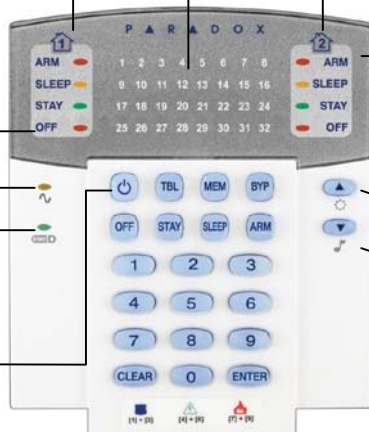 PARADOX
1
2
ARM 1 2 3 4 5 6 7 8 ARM
SLEEP 9 10 11 12 13 14 15 16 SLEEP
STAY 17 18 19 20 21 22 23 24 STAY
OFF 25 26 27 28 29 30 31 32 OFF
TBL MEM BYP
OFF STAY SLEEP ARM
1 2 3
4 5 6
7 8 9
CLEAR 0 ENTER
[1] + [3] [4] + [6] [7] + [9]